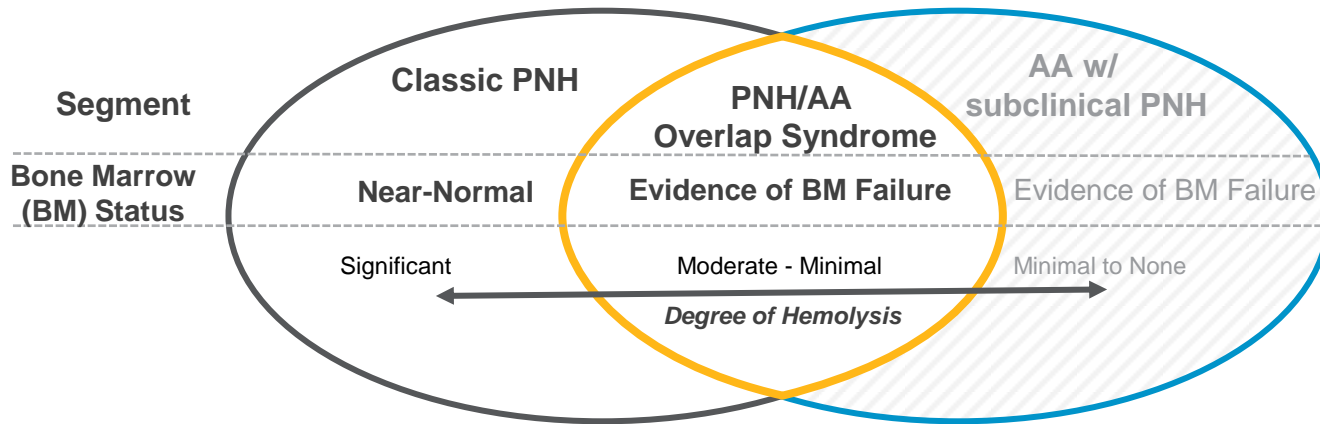 Segment
Classic PNH
PNH/AA
Overlap Syndrome
AA w/
subclinical PNH
Bone Marrow
(BM) Status
Near-Normal
Evidence of BM Failure
Evidence of BM Failure
Significant
Moderate - Minimal
Minimal to None
Degree of Hemolysis